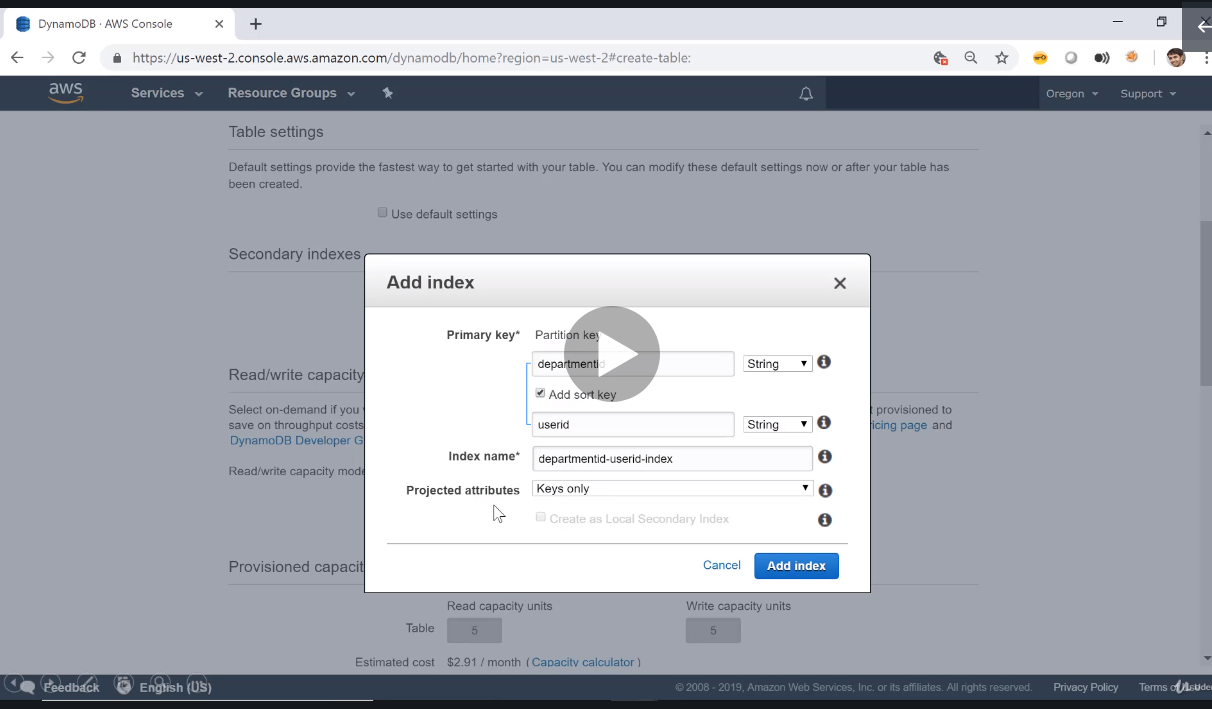 DynamoDB · AWS Console
https://us-west-2.console.aws.amazon.com/dynamodb/home?region=us-west-2#create-table:
aws Services Resource Groups Oregon Support
Table settings
Default settings provide the fastest way to get started with your table. You can modify these default settings now or after your table has
been created.
Use default settings
Secondary indexes
Add index
Primary key* Partition key
departmentid String
Add sort key
userid String
Index name* departmentid-userid-index
Projected attributes Keys only
Create as Local Secondary Index
Cancel Add index
Read/write capacity
Select on-demand if you
save on throughput costs
DynamoDB Developer G
provisioned to
ricing page and
Read/write capacity mode
Provisioned capacit
Read capacity units Write capacity units
Table 5 5
Estimated cost $2.91 / month ( Capacity calculator )
Feedback English (US) © 2008 - 2019, Amazon Web Services, Inc. or its affiliates. All rights reserved. Privacy Policy Terms of Use